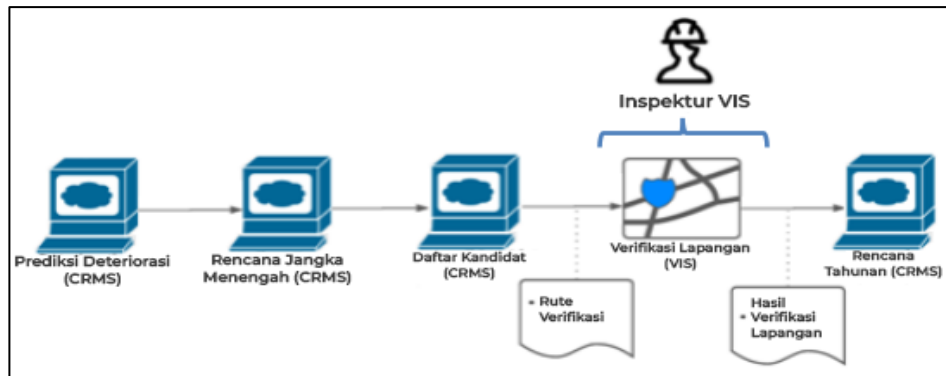 Inspektur VIS
Prediksi Deteriorasi
(CRMS)
Rencana Jangka
Menengah (CRMS)
Daftar Kandidat
(CRMS)
Verifikasi Lapangan
(VIS)
Rencana
Tahunan (CRMS)
• Rute
Verifikasi
Hasil
• Verifikasi
Lapangan